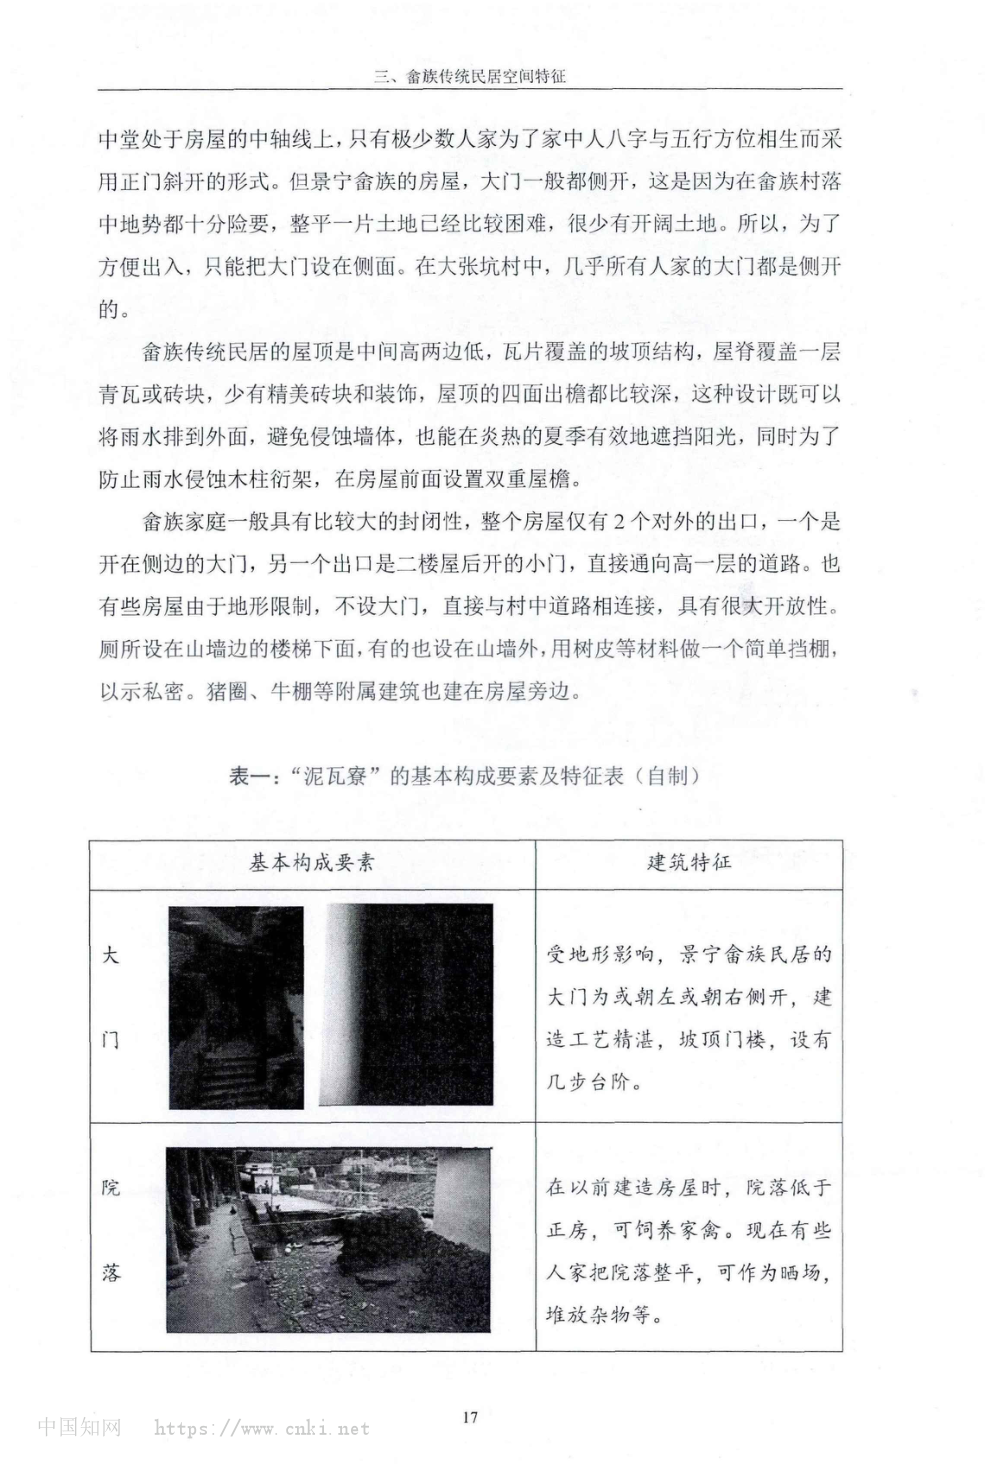 三、畲族传统民居空间特征
中堂处于房屋的中轴线上，只有极少数人家为了家中人八字与五行方位相生而采
用正门斜开的形式。但景宁畲族的房屋，大门一般都侧开，这是因为在畲族村落
中地势都十分险要，整平一片土地已经比较困难，很少有开阔土地。所以，为了
方便出入，只能把大门设在侧面。在大张坑村中，几乎所有人家的大门都是侧开
的。
畲族传统民居的屋顶是中间高两边低，瓦片覆盖的坡顶结构，屋脊覆盖一层
青瓦或砖块，少有精美砖块和装饰，屋顶的四面出檐都比较深，这种设计既可以
将雨水排到外面，避免侵蚀墙体，也能在炎热的夏季有效地遮挡阳光，同时为了
防止雨水侵蚀木柱衍架，在房屋前面设置双重屋檐。
畲族家庭一般具有比较大的封闭性，整个房屋仅有 2 个对外的出口，一个是
开在侧边的大门，另一个出口是二楼屋后开的小门，直接通向高一层的道路。也
有些房屋由于地形限制，不设大门，直接与村中道路相连接，具有很大开放性。
厕所设在山墙边的楼梯下面，有的也设在山墙外，用树皮等材料做一个简单挡棚，
以示私密。猪圈、牛棚等附属建筑也建在房屋旁边。
表一：“泥瓦寮”的基本构成要素及特征表（自制）
基本构成要素
建筑特征
大
门
受地形影响，景宁畲族民居的
大门为或朝左或朝右侧开，建
造工艺精湛，坡顶门楼，设有
几步台阶。
院
落
在以前建造房屋时，院落低于
正房，可饲养家禽。现在有些
人家把院落整平，可作为晒场，
堆放杂物等。
17
中国知网 https://www.cnki.net